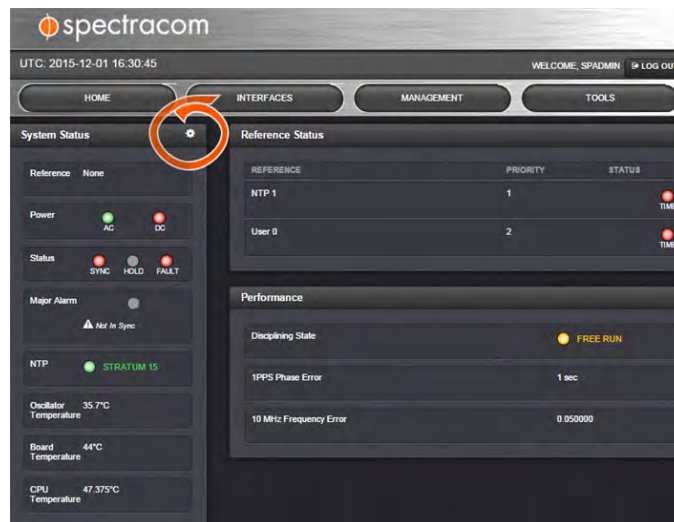 spectracom
UTC: 2015-12-01 16:30:45
WELCOME, SPADMIN
LOG OUT
HOME
INTERFACES
MANAGEMENT
TOOLS
System Status
Reference None
Power
AC
DC
Status
SYNC
HOLD
FAULT
Major Alarm
Not In Sync
NTP
STRATUM 15
Oscillator 35.7°C
Temperature
Board 44°C
Temperature
CPU 47.375°C
Temperature
Reference Status
REFERENCE PRIORITY STATUS
NTP 1 1
TIME
User 0 2
TIME
Performance
Disciplining State FREE RUN
1PPS Phase Error 1 sec
10 MHz Frequency Error 0.050000